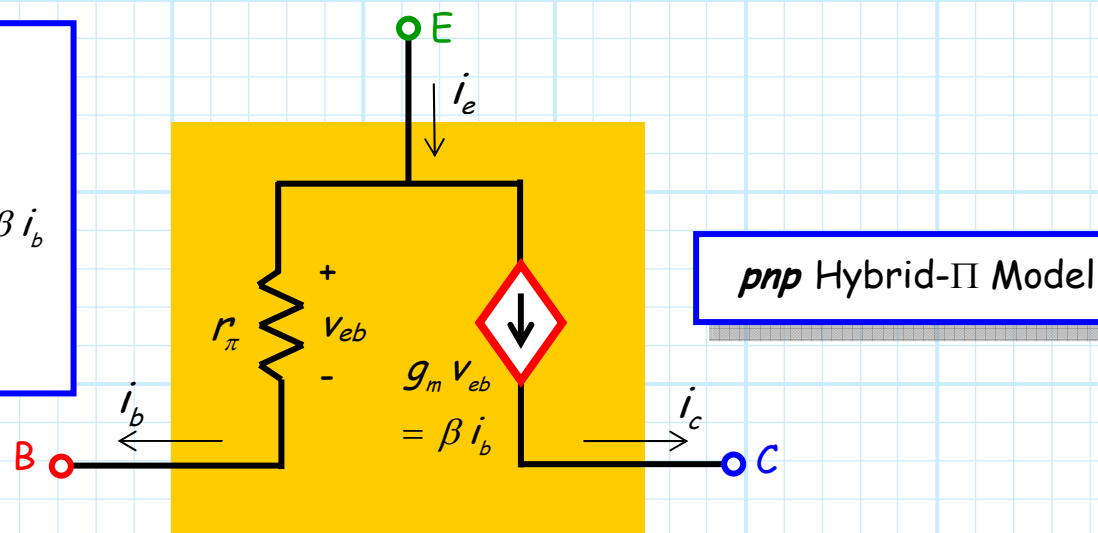 E
i_e
β i_b
pnp Hybrid-Π Model
+
r_π
v_eb
-
g_m v_eb
= β i_b
i_b
i_c
B
C